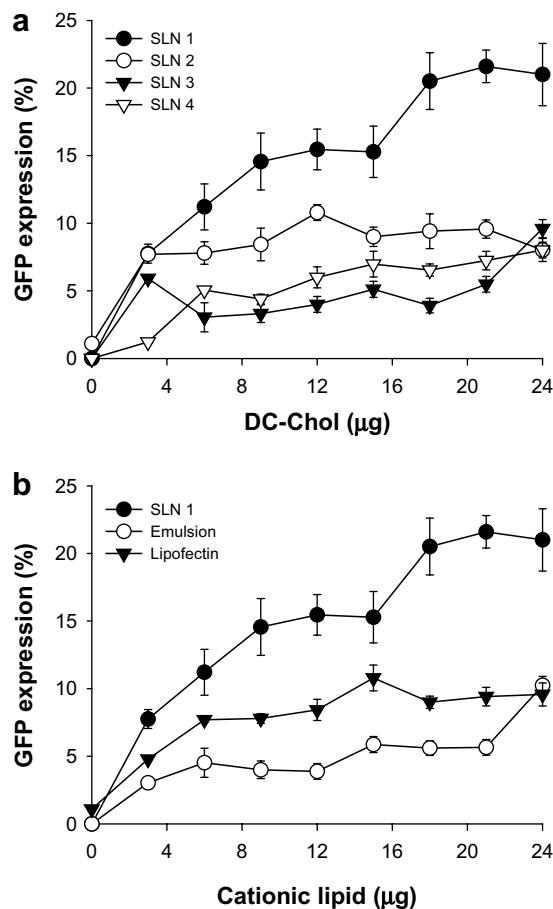 a
SLN 1
SLN 2
SLN 3
SLN 4
GFP expression (%)
25
20
15
10
5
0
0 4 8 12 16 20 24
DC-Chol (µg)
b
SLN 1
Emulsion
Lipofectin
GFP expression (%)
25
20
15
10
5
0
0 4 8 12 16 20 24
Cationic lipid (µg)